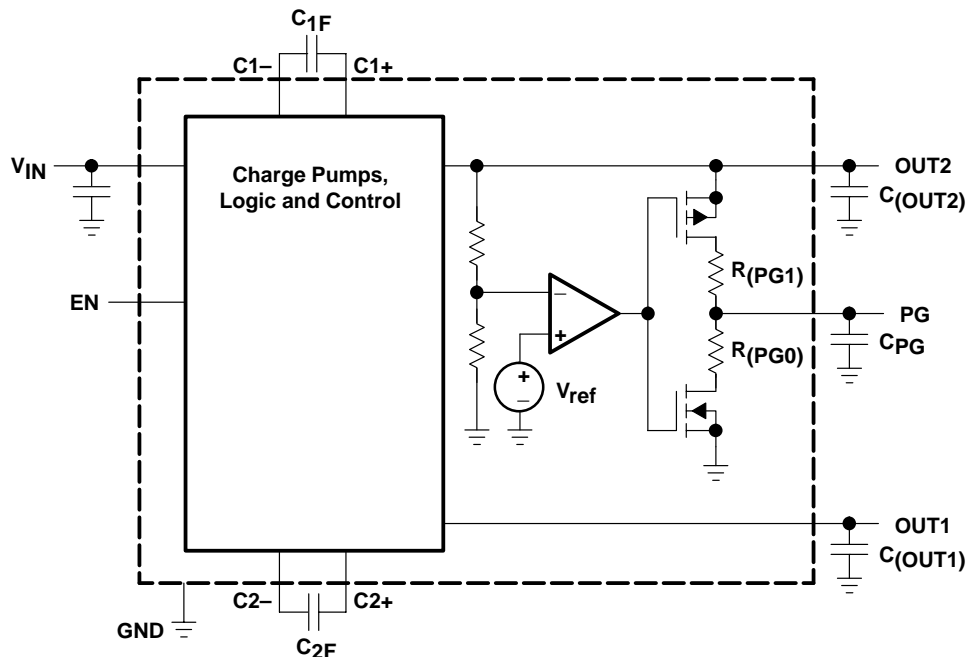 C1F
C1– C1+
VIN
Charge Pumps,
Logic and Control
OUT2
C(OUT2)
R(PG1)
EN
–
+
PG
CPG
R(PG0)
+
–
Vref
OUT1
C(OUT1)
C2– C2+
GND
C2F